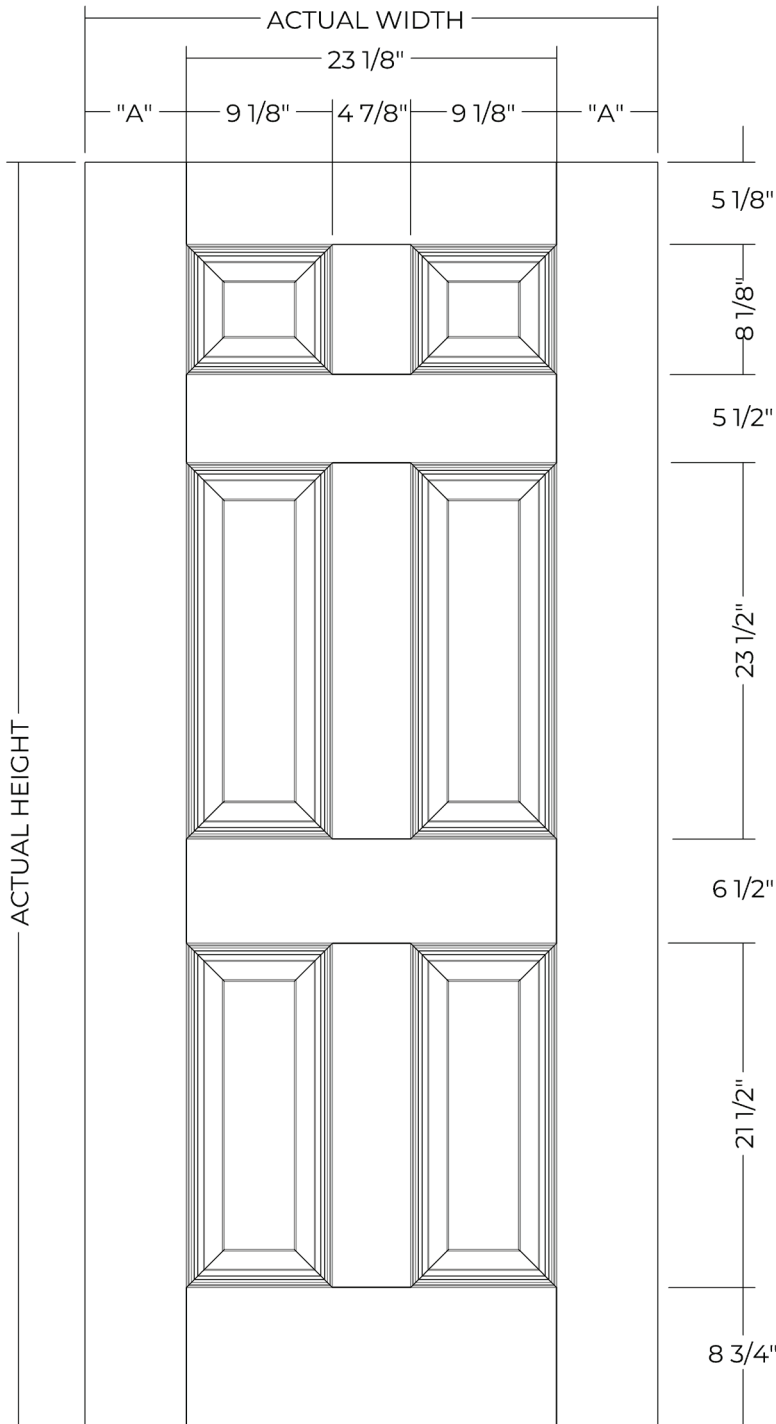 ACTUAL WIDTH
23 1/8"
"A" 9 1/8" 4 7/8" 9 1/8" "A"
5 1/8"
8 1/8"
5 1/2"
23 1/2"
ACTUAL HEIGHT
6 1/2"
21 1/2"
8 3/4"